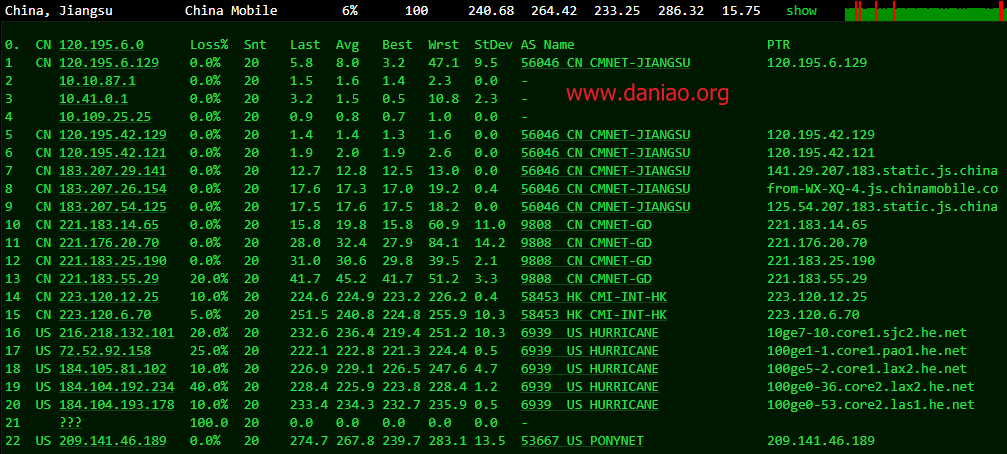 China, Jiangsu China Mobile 6% 100 240.68 264.42 233.25 286.32 15.75 show
0. CN 120.195.6.0 Loss% Snt Last Avg Best Wrst StDev AS Name PTR
1 CN 120.195.6.129 0.0% 20 5.8 8.0 3.2 47.1 9.5 56046 CN CMNET-JIANGSU 120.195.6.129
2 10.10.87.1 0.0% 20 1.5 1.6 1.4 2.3 0.0 -
www.daniao.org
3 10.41.0.1 0.0% 20 3.2 1.5 0.5 10.8 2.3 -
4 10.109.25.25 0.0% 20 0.9 0.8 0.7 1.0 0.0 -
5 CN 120.195.42.129 0.0% 20 1.4 1.4 1.3 1.6 0.0 56046 CN CMNET-JIANGSU 120.195.42.129
6 CN 120.195.42.121 0.0% 20 1.9 2.0 1.9 2.6 0.0 56046 CN CMNET-JIANGSU 120.195.42.121
7 CN 183.207.29.141 0.0% 20 12.7 12.8 12.5 13.0 0.0 56046 CN CMNET-JIANGSU 141.29.207.183.static.js.china
8 CN 183.207.26.154 0.0% 20 17.6 17.3 17.0 19.2 0.4 56046 CN CMNET-JIANGSU from-WX-XQ-4.js.chinamobile.co
9 CN 183.207.54.125 0.0% 20 17.5 17.6 17.5 18.2 0.0 56046 CN CMNET-JIANGSU 125.54.207.183.static.js.china
10 CN 221.183.14.65 0.0% 20 15.8 19.8 15.8 60.9 11.0 9808 CN CMNET-GD 221.183.14.65
11 CN 221.176.20.70 0.0% 20 28.0 32.4 27.9 84.1 14.2 9808 CN CMNET-GD 221.176.20.70
12 CN 221.183.25.190 0.0% 20 31.0 30.6 29.8 39.5 2.1 9808 CN CMNET-GD 221.183.25.190
13 CN 221.183.55.29 20.0% 20 41.7 45.2 41.7 51.2 3.3 9808 CN CMNET-GD 221.183.55.29
14 CN 223.120.12.25 10.0% 20 224.6 224.9 223.2 226.2 0.4 58453 HK CMI-INT-HK 223.120.12.25
15 CN 223.120.6.70 5.0% 20 251.5 240.8 224.8 255.9 10.3 58453 HK CMI-INT-HK 223.120.6.70
16 US 216.218.132.101 20.0% 20 232.6 236.4 219.4 251.2 10.3 6939 US HURRICANE 10ge7-10.core1.sjc2.he.net
17 US 72.52.92.158 25.0% 20 222.1 222.8 221.3 224.4 0.5 6939 US HURRICANE 100ge1-1.core1.pao1.he.net
18 US 184.105.81.102 10.0% 20 226.9 229.1 226.5 247.6 4.7 6939 US HURRICANE 100ge5-2.core1.lax2.he.net
19 US 184.104.192.234 40.0% 20 228.4 225.9 223.8 228.4 1.2 6939 US HURRICANE 100ge0-36.core2.lax2.he.net
20 US 184.104.193.178 10.0% 20 233.4 234.3 232.7 235.9 0.5 6939 US HURRICANE 100ge0-53.core2.las1.he.net
21 ??? 100.0 20 0.0 0.0 0.0 0.0 0.0 -
22 US 209.141.46.189 0.0% 20 274.7 267.8 239.7 283.1 13.5 53667 US PONYNET 209.141.46.189